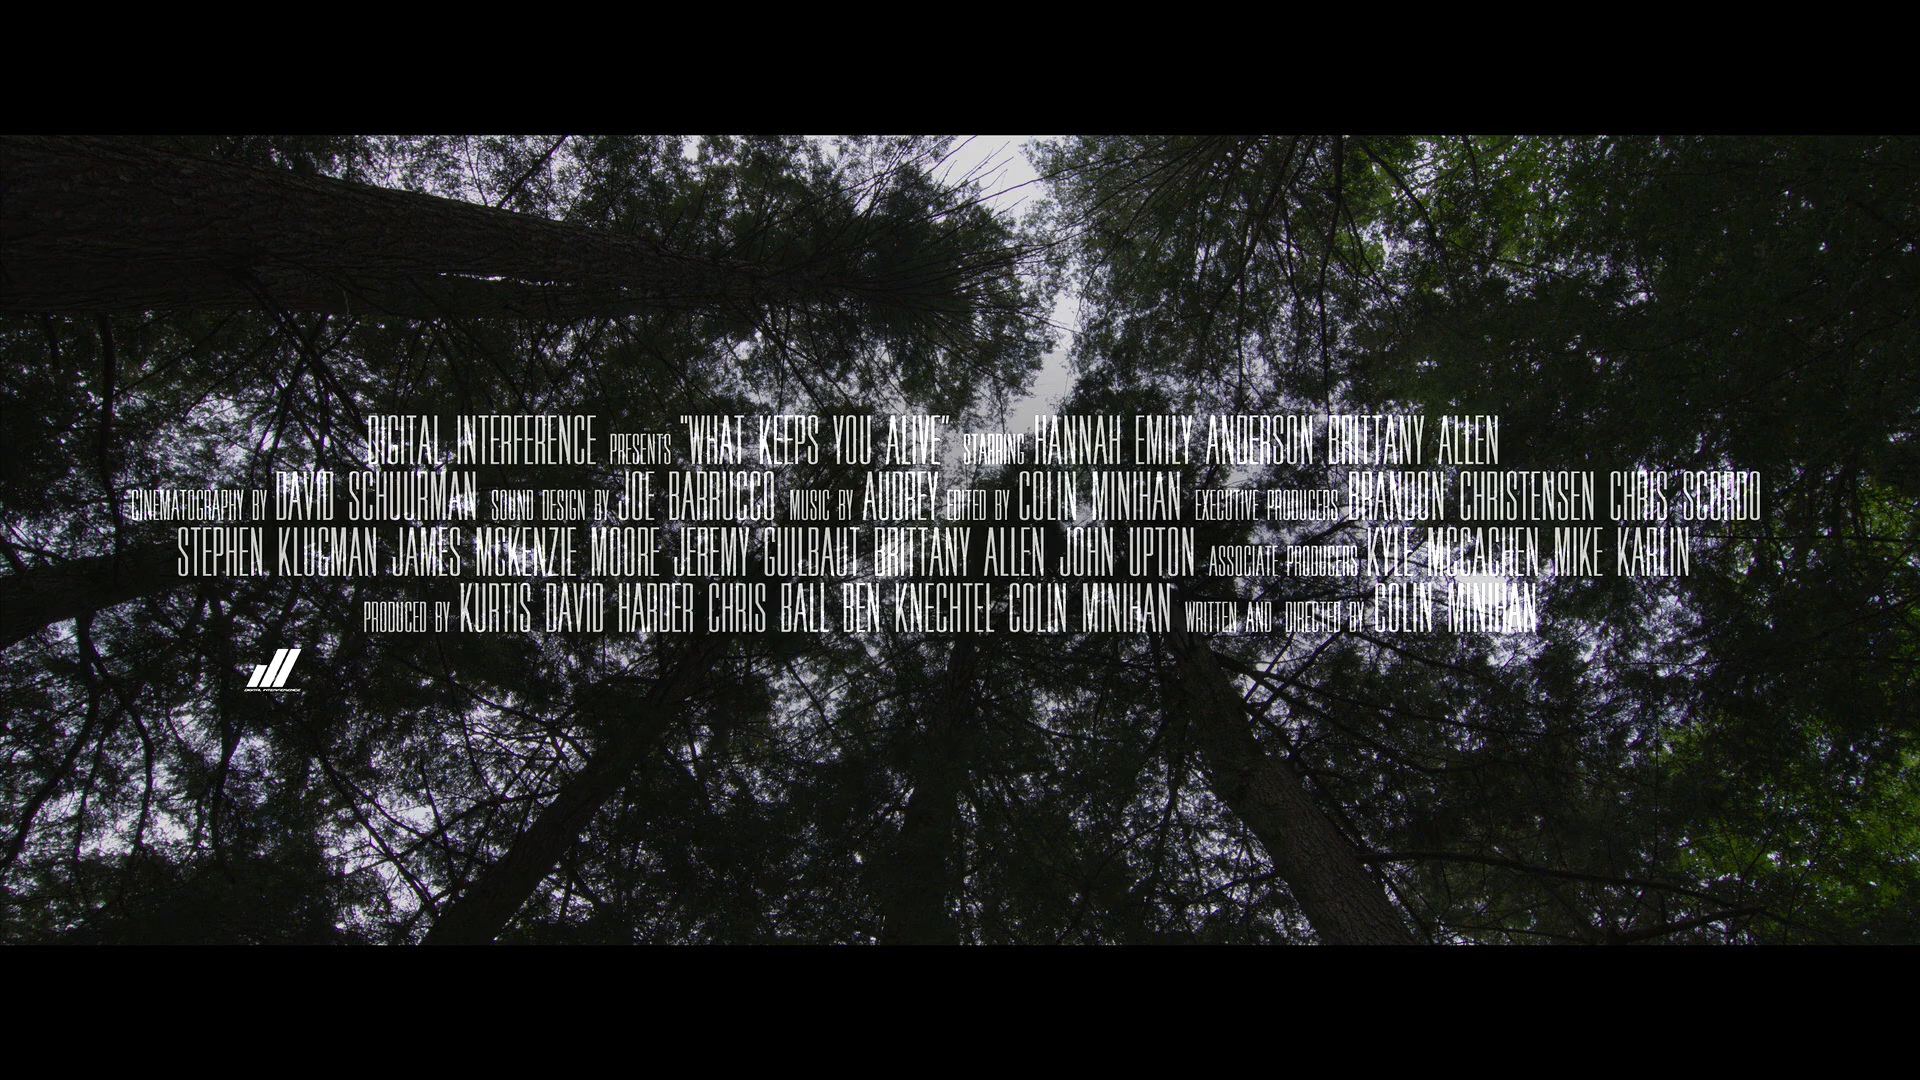 DIGITAL INTERFERENCE PRESENTS "WHAT KEEPS YOU ALIVE" STARRING HANNAH EMILY ANDERSON BRITTANY ALLEN
CINEMATOGRAPHY BY DAVID SCHUURMAN SOUND DESIGN BY JOE BARRUCCO MUSIC BY AUDREY EDITED BY COLIN MINIHAN EXECUTIVE PRODUCERS BRANDON CHRISTENSEN CHRIS SCORDO
STEPHEN KLUGMAN JAMES MCKENZIE MOORE JEREMY GUILBAUT BRITTANY ALLEN JOHN UPTON ASSOCIATE PRODUCERS KYLE MCCACHEN MIKE KARLIN
PRODUCED BY KURTIS DAVID HARDER CHRIS BALL BEN KNECHTEL COLIN MINIHAN WRITTEN AND DIRECTED BY COLIN MINIHAN
DIGITAL INTERFERENCE